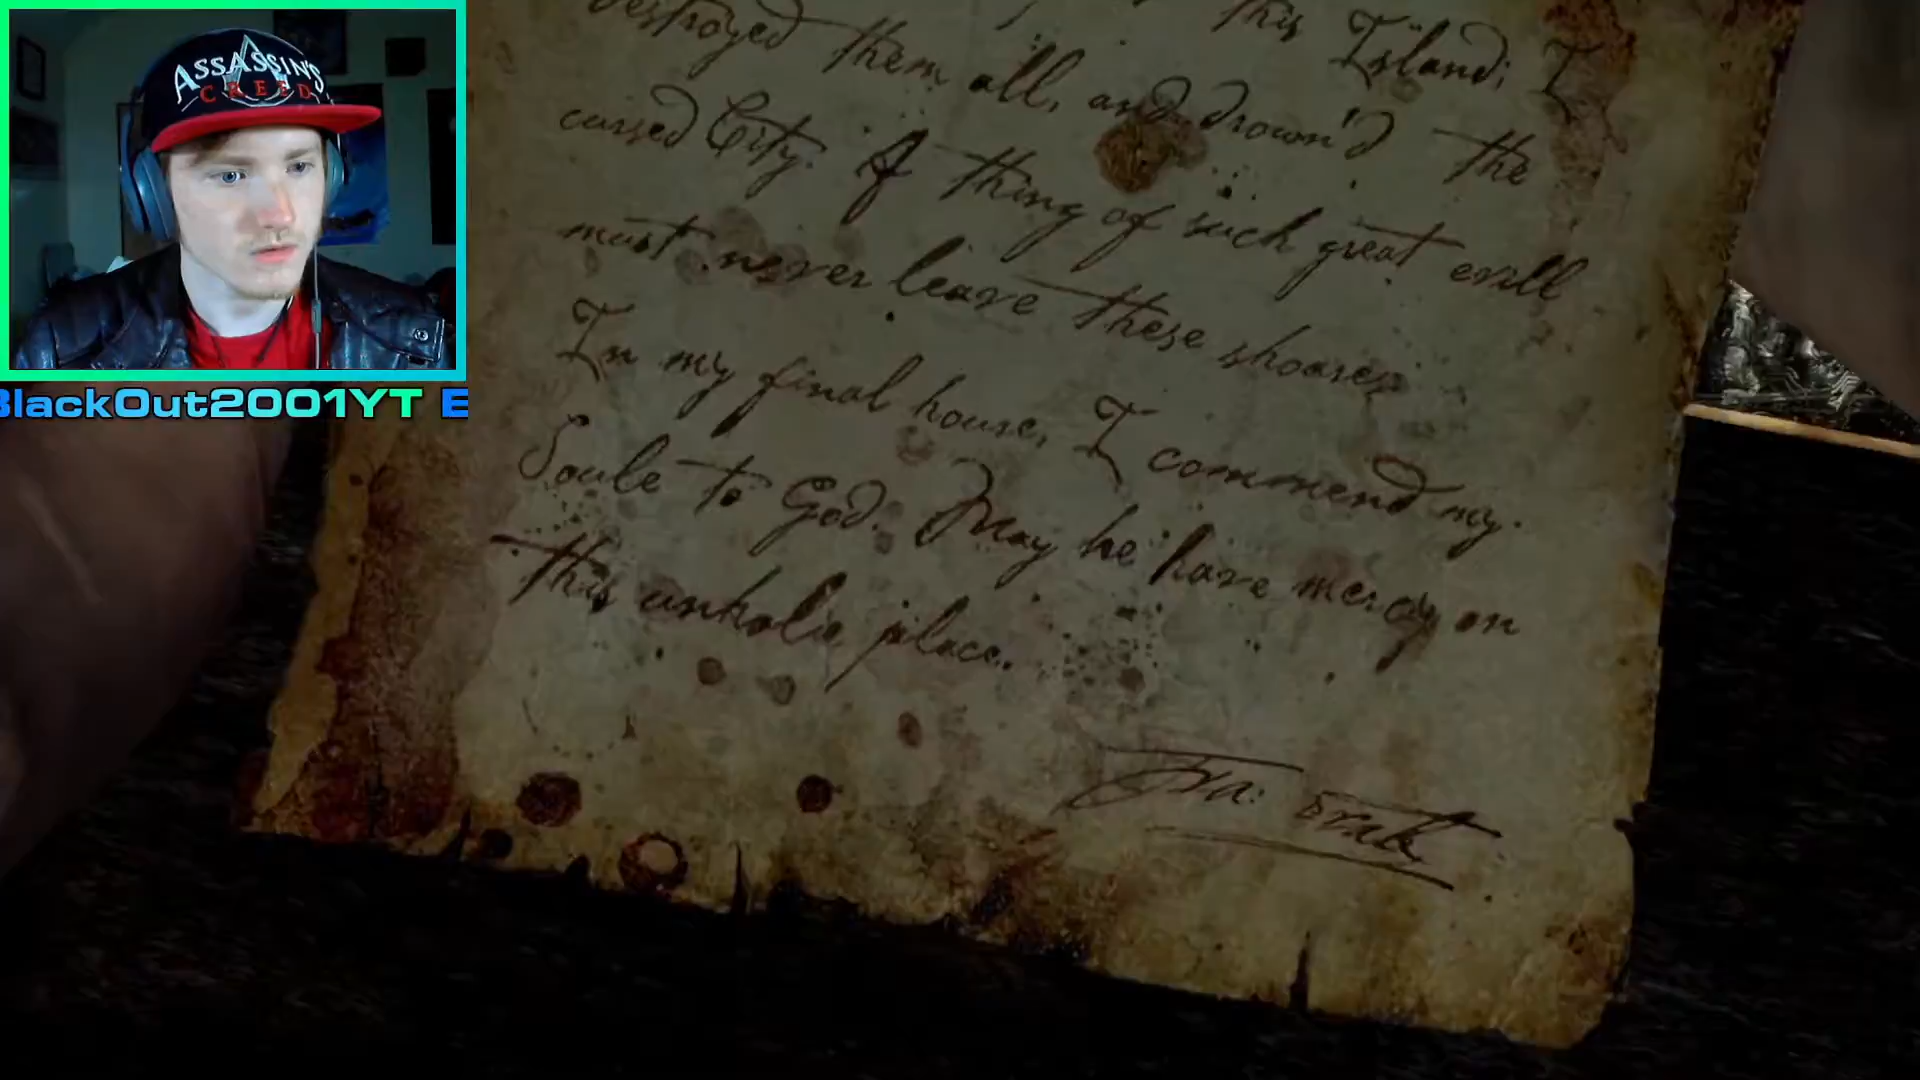 ASSASSIN'S
CREED
BlackOut2001YT E
destroyed them all, and drown'd the
cursed City. A thing of such great evill
must never leave these shoares
In my final houre, I commend my
Soule to God. May he have mercy on
this unholie place.
Fra: Drak
this Island; I